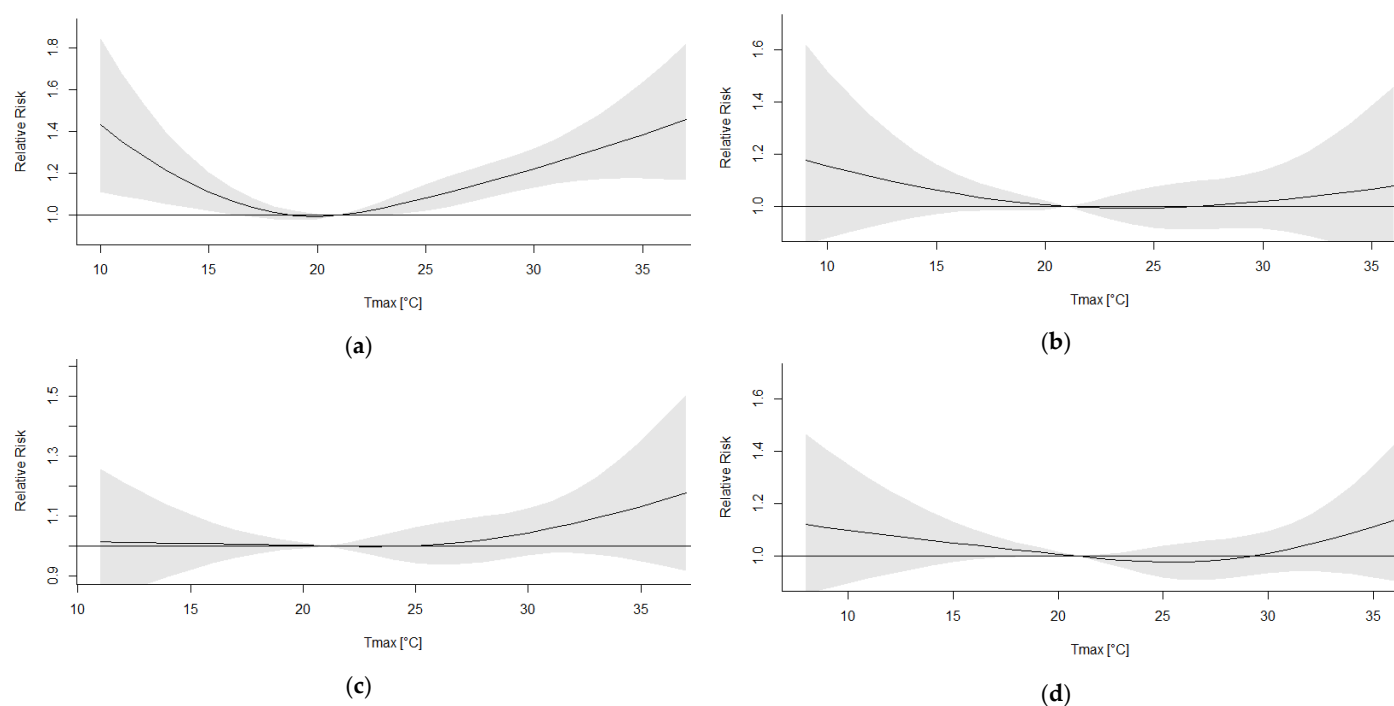 Relative Risk
1.0 1.2 1.4 1.6 1.8
10 15 20 25 30 35
Tmax [°C]
(a)
Relative Risk
1.0 1.2 1.4 1.6
10 15 20 25 30 35
Tmax [°C]
(b)
Relative Risk
0.9 1.1 1.3 1.5
10 15 20 25 30 35
Tmax [°C]
(c)
Relative Risk
1.0 1.2 1.4 1.6
10 15 20 25 30 35
Tmax [°C]
(d)